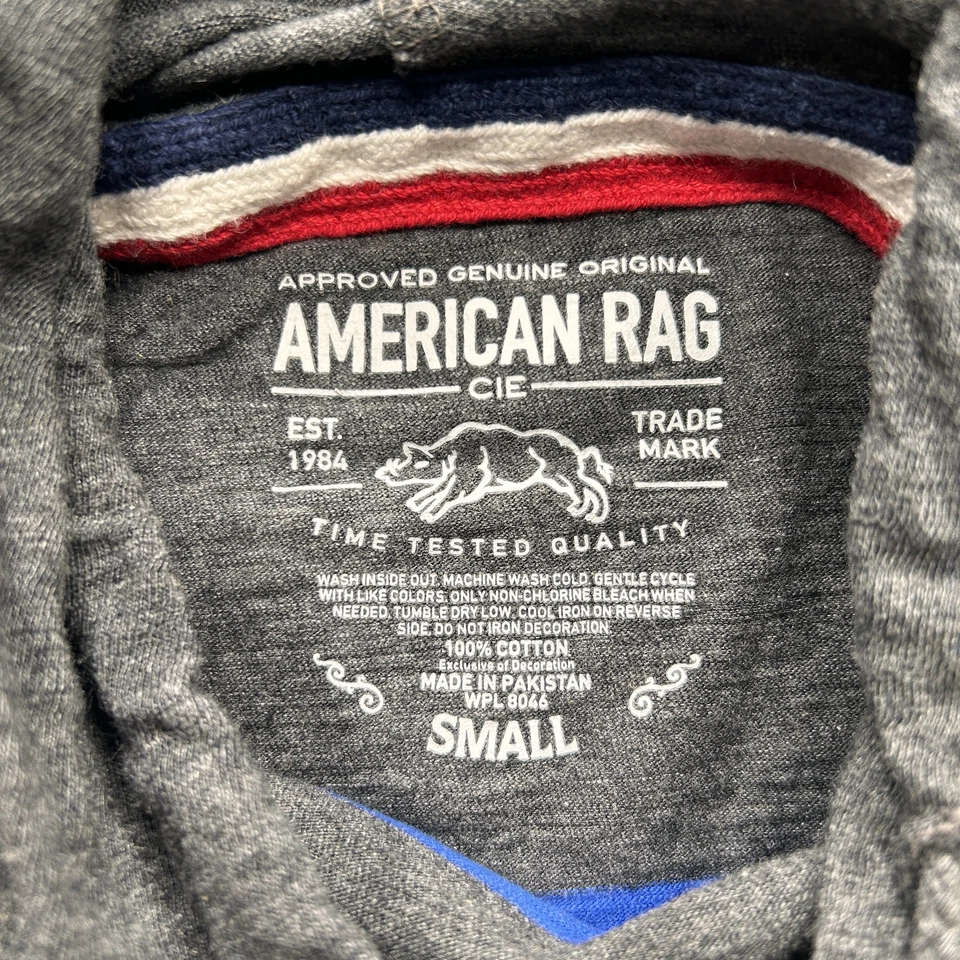 APPROVED GENUINE ORIGINAL
AMERICAN RAG
CIE
EST.
1984
TRADE
MARK
TIME TESTED QUALITY
WASH INSIDE OUT. MACHINE WASH COLD. GENTLE CYCLE
WITH LIKE COLORS. ONLY NON-CHLORINE BLEACH WHEN
NEEDED. TUMBLE DRY LOW. COOL IRON ON REVERSE
SIDE. DO NOT IRON DECORATION.
100% COTTON
Exclusive of Decoration
MADE IN PAKISTAN
WPL 8046
SMALL